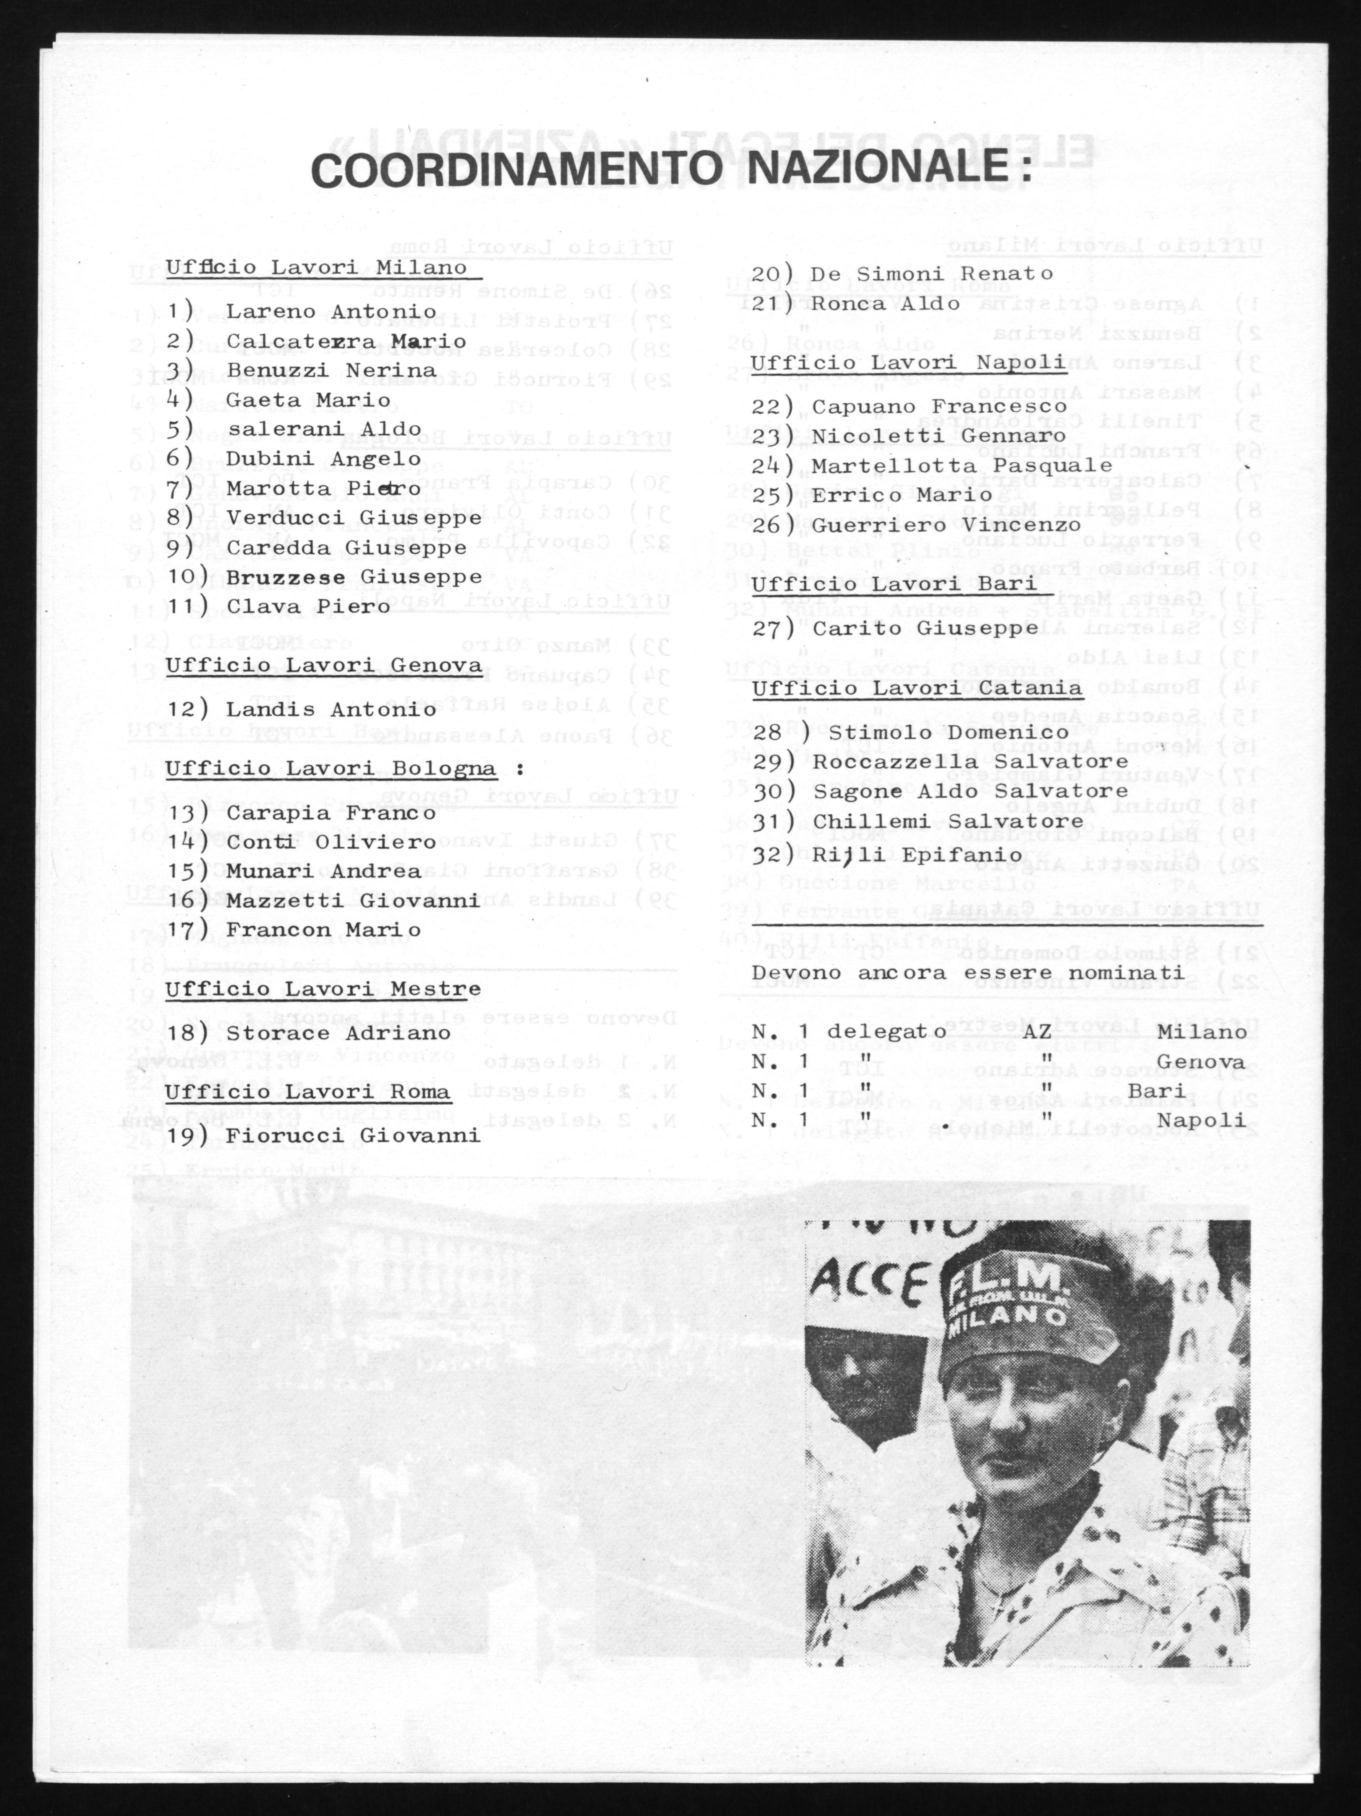 COORDINAMENTO NAZIONALE:
Ufficio Lavori Milano
1) Lareno Antonio
2) Calcaterra Mario
3) Benuzzi Nerina
4) Gaeta Mario
5) salerani Aldo
6) Dubini Angelo
7) Marotta Pietro
8) Verducci Giuseppe
9) Caredda Giuseppe
10) Bruzzese Giuseppe
11) Clava Piero
Ufficio Lavori Genova
12) Landis Antonio
Ufficio Lavori Bologna :
13) Carapia Franco
14) Conti Oliviero
15) Munari Andrea
16) Mazzetti Giovanni
17) Francon Mario
Ufficio Lavori Mestre
18) Storace Adriano
Ufficio Lavori Roma
19) Fiorucci Giovanni
20) De Simoni Renato
21) Ronca Aldo
Ufficio Lavori Napoli
22) Capuano Francesco
23) Nicoletti Gennaro
24) Martellotta Pasquale
25) Errico Mario
26) Guerriero Vincenzo
Ufficio Lavori Bari
27) Carito Giuseppe
Ufficio Lavori Catania
28 ) Stimolo Domenico
29) Roccazzella Salvatore
30) Sagone Aldo Salvatore
31) Chillemi Salvatore
32) Rijli Epifanio
Devono ancora essere nominati
N. 1 delegato AZ Milano
N. 1 " " Genova
N. 1 " " Bari
N. 1 " " Napoli
ACCE
F.L.M.
FIOM UILM
MILANO